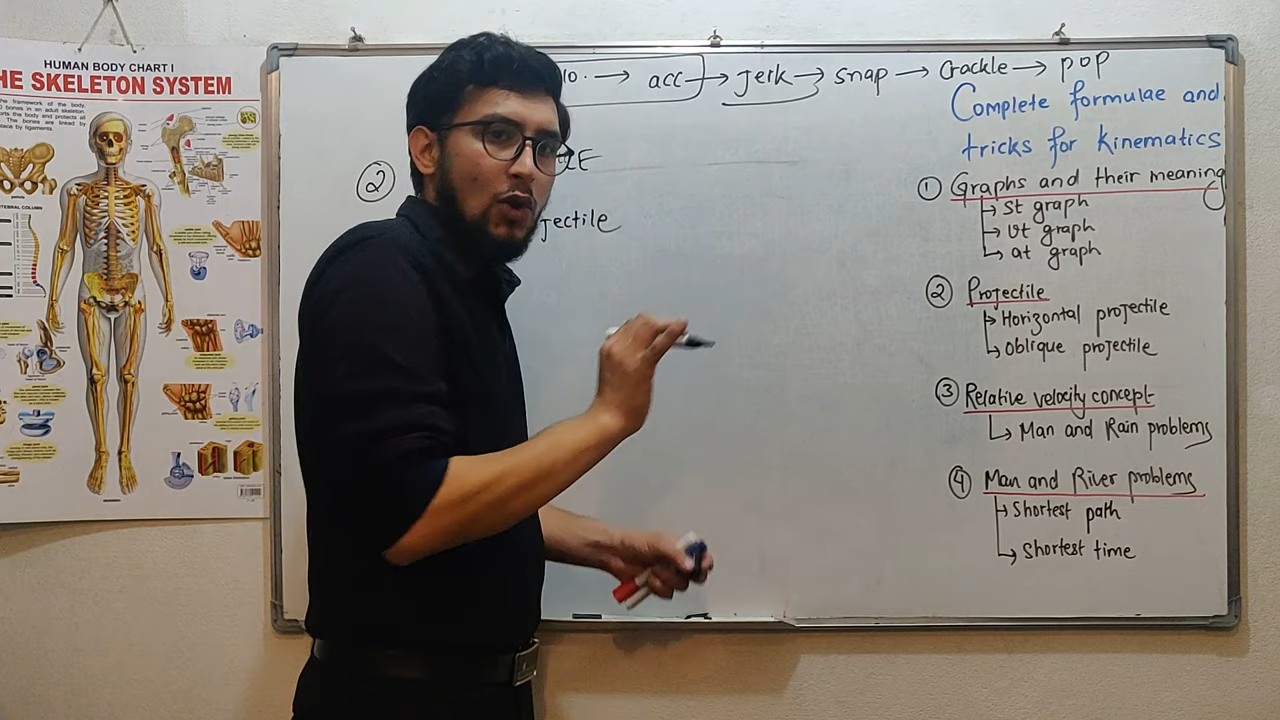 HUMAN BODY CHART I
HE SKELETON SYSTEM
10. → acc → Jerk → Snap → Crackle → pop
Complete formulae and
tricks for Kinematics
②
jectile
① Graphs and their meaning
St graph
vt graph
at graph
② Projectile
Horizontal projectile
Oblique projectile
③ Relative velocity concept
Man and Rain problems
④ Man and River problems
Shortest path
Shortest time